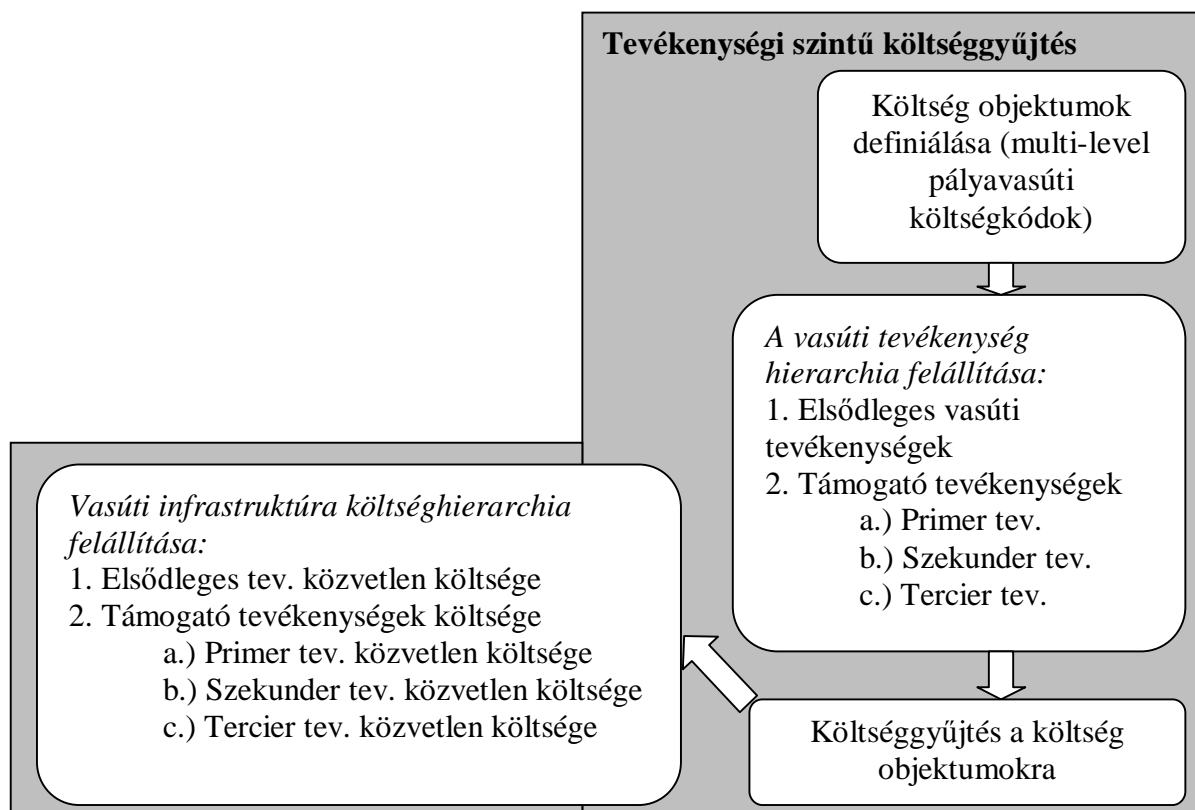 Tevékenységi szintű költséggyűjtés
Költség objektumok
definiálása (multi-level
pályavasúti
költségkódok)
A vasúti tevékenység
hierarchia felállítása:
1. Elsődleges vasúti
tevékenységek
2. Támogató tevékenységek
a.) Primer tev.
b.) Szekunder tev.
c.) Tercier tev.
Költséggyűjtés a költség
objektumokra
Vasúti infrastruktúra költséghierarchia
felállítása:
1. Elsődleges tev. közvetlen költsége
2. Támogató tevékenységek költsége
a.) Primer tev. közvetlen költsége
b.) Szekunder tev. közvetlen költsége
c.) Tercier tev. közvetlen költsége